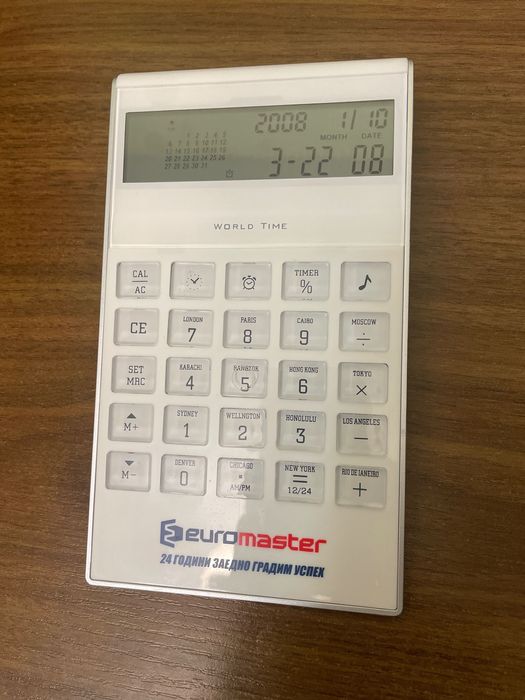 2008 1/10
MONTH DATE
3-22 08
1 2 3 4 5
6 7 8 9 10 11 12
13 14 15 16 17 18 19
20 21 22 23 24 25 26
27 28 29 30 31
WORLD TIME
CAL
AC
TIMER
%
CE
LONDON
7
PARIS
8
CAIRO
9
MOSCOW
÷
SET
MRC
KARACHI
4
BANGKOK
5
HONG KONG
6
TOKYO
×
M+
SYDNEY
1
WELLNGTON
2
HONOLULU
3
LOS ANGELES
−
M−
DENVER
0
CHICAGO
.
AM/PM
NEW YORK
=
12/24
RIO DE IANEIRO
+
euromaster
24 ГОДИНИ ЗАЕДНО ГРАДИМ УСПЕХ